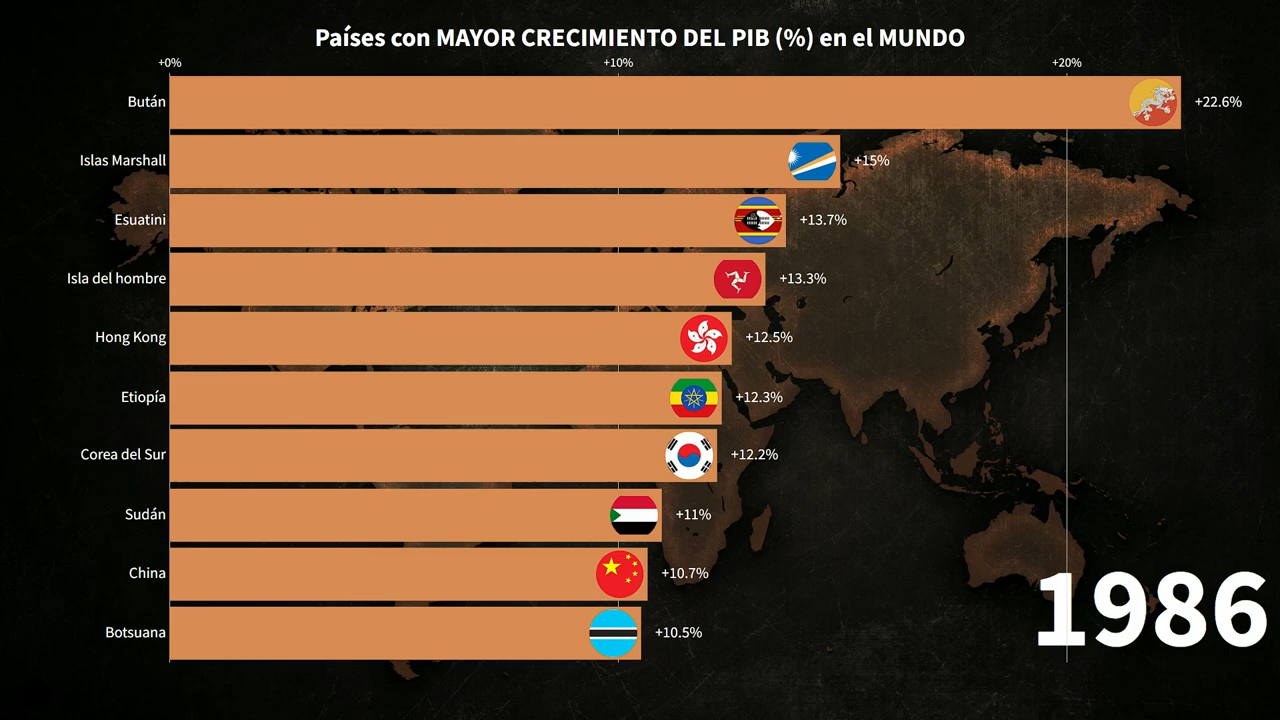 Países con MAYOR CRECIMIENTO DEL PIB (%) en el MUNDO
+0% +10% +20%
Bután +22.6%
Islas Marshall +15%
Esuatini +13.7%
Isla del hombre +13.3%
Hong Kong +12.5%
Etiopía +12.3%
Corea del Sur +12.2%
Sudán +11%
China +10.7%
Botsuana +10.5%
1986